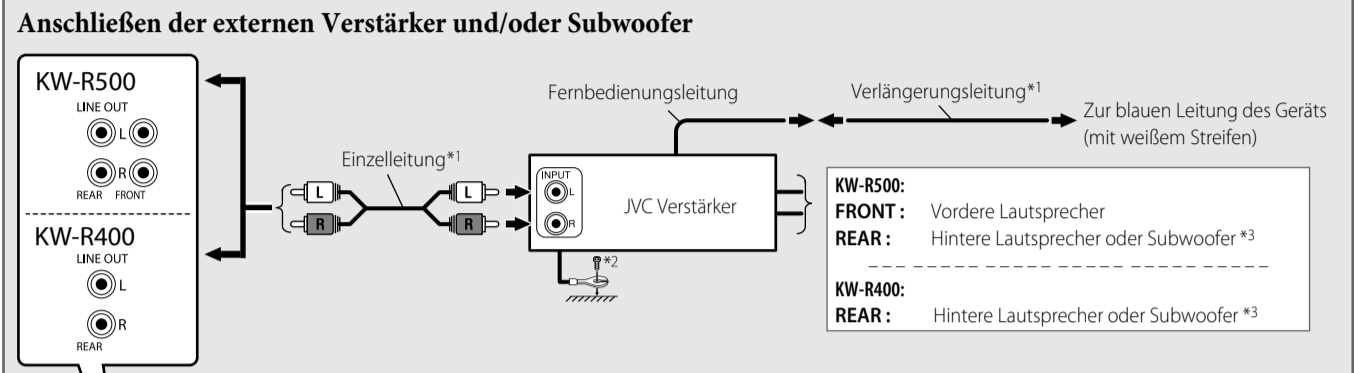 Anschließen der externen Verstärker und/oder Subwoofer
KW-R500
LINE OUT
L
R
REAR FRONT
KW-R400
LINE OUT
L
R
REAR
Einzelleitung*1
L
R
L
R
Fernbedienungsleitung
Verlängerungsleitung*1
Zur blauen Leitung des Geräts
(mit weißem Streifen)
INPUT
L
R
JVC Verstärker
*2
KW-R500:
FRONT : Vordere Lautsprecher
REAR : Hintere Lautsprecher oder Subwoofer *3
KW-R400:
REAR : Hintere Lautsprecher oder Subwoofer *3